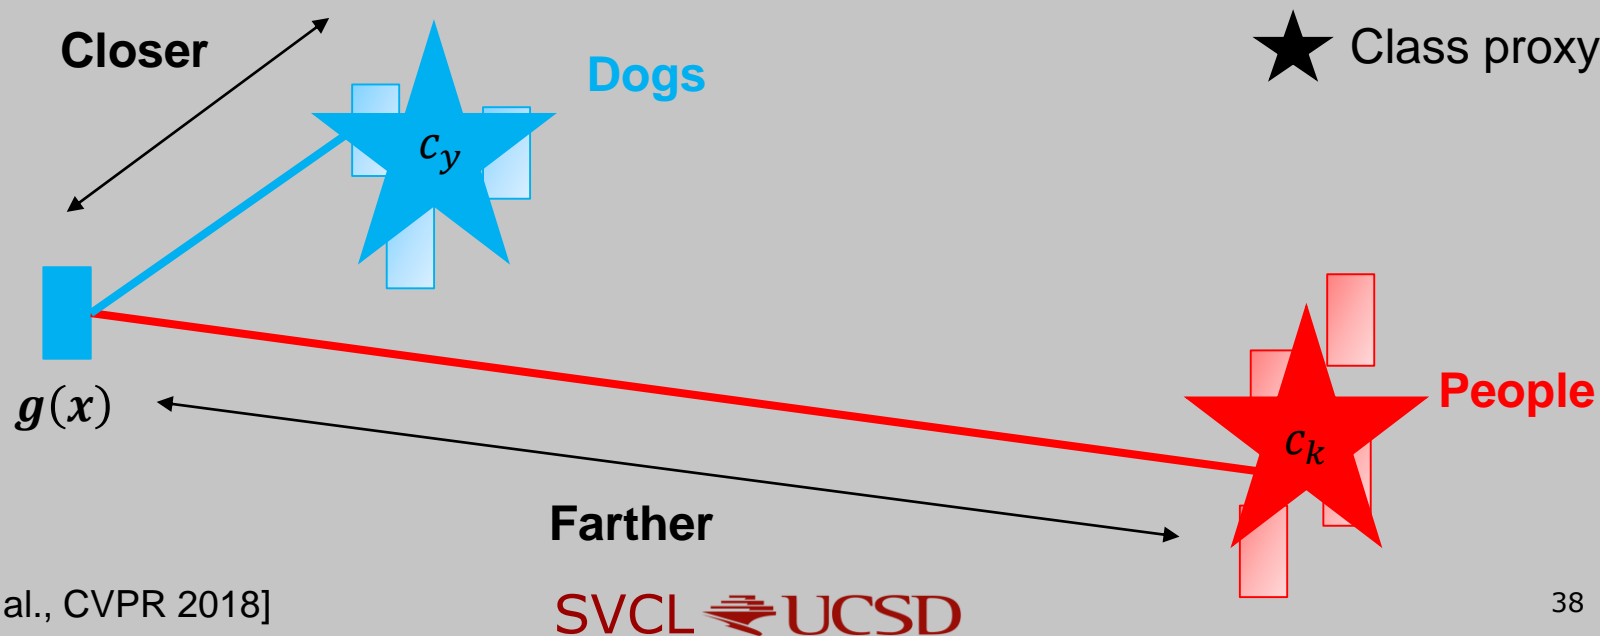 Closer
Dogs
Class proxy
c_y
g(x)
People
c_k
Farther
al., CVPR 2018]
SVCL UCSD
38